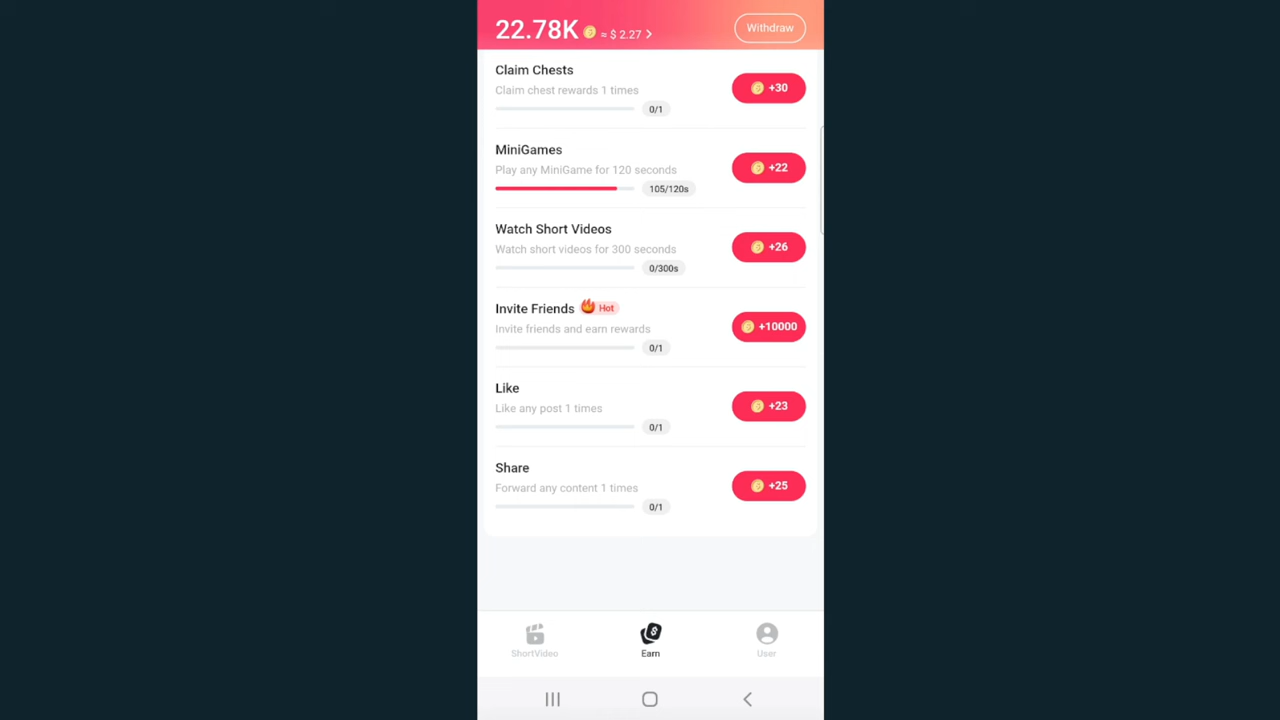 22.78K ≈ $ 2.27 Withdraw
Claim Chests
Claim chest rewards 1 times
+30
0/1
MiniGames
Play any MiniGame for 120 seconds
+22
105/120s
Watch Short Videos
Watch short videos for 300 seconds
+26
0/300s
Invite Friends Hot
Invite friends and earn rewards
+10000
0/1
Like
Like any post 1 times
+23
0/1
Share
Forward any content 1 times
+25
0/1
ShortVideo Earn User